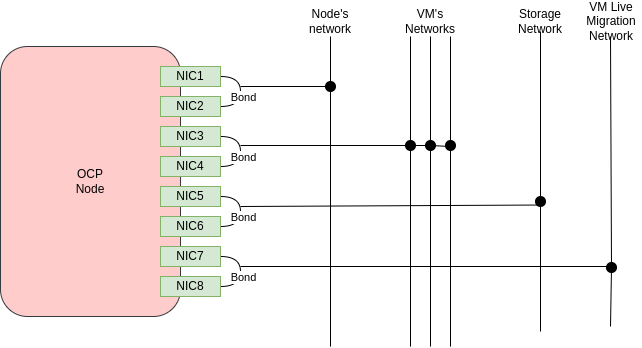 Node's
network
VM's
Networks
Storage
Network
VM Live
Migration
Network
OCP
Node
NIC1
NIC2
Bond
NIC3
NIC4
Bond
NIC5
NIC6
Bond
NIC7
NIC8
Bond